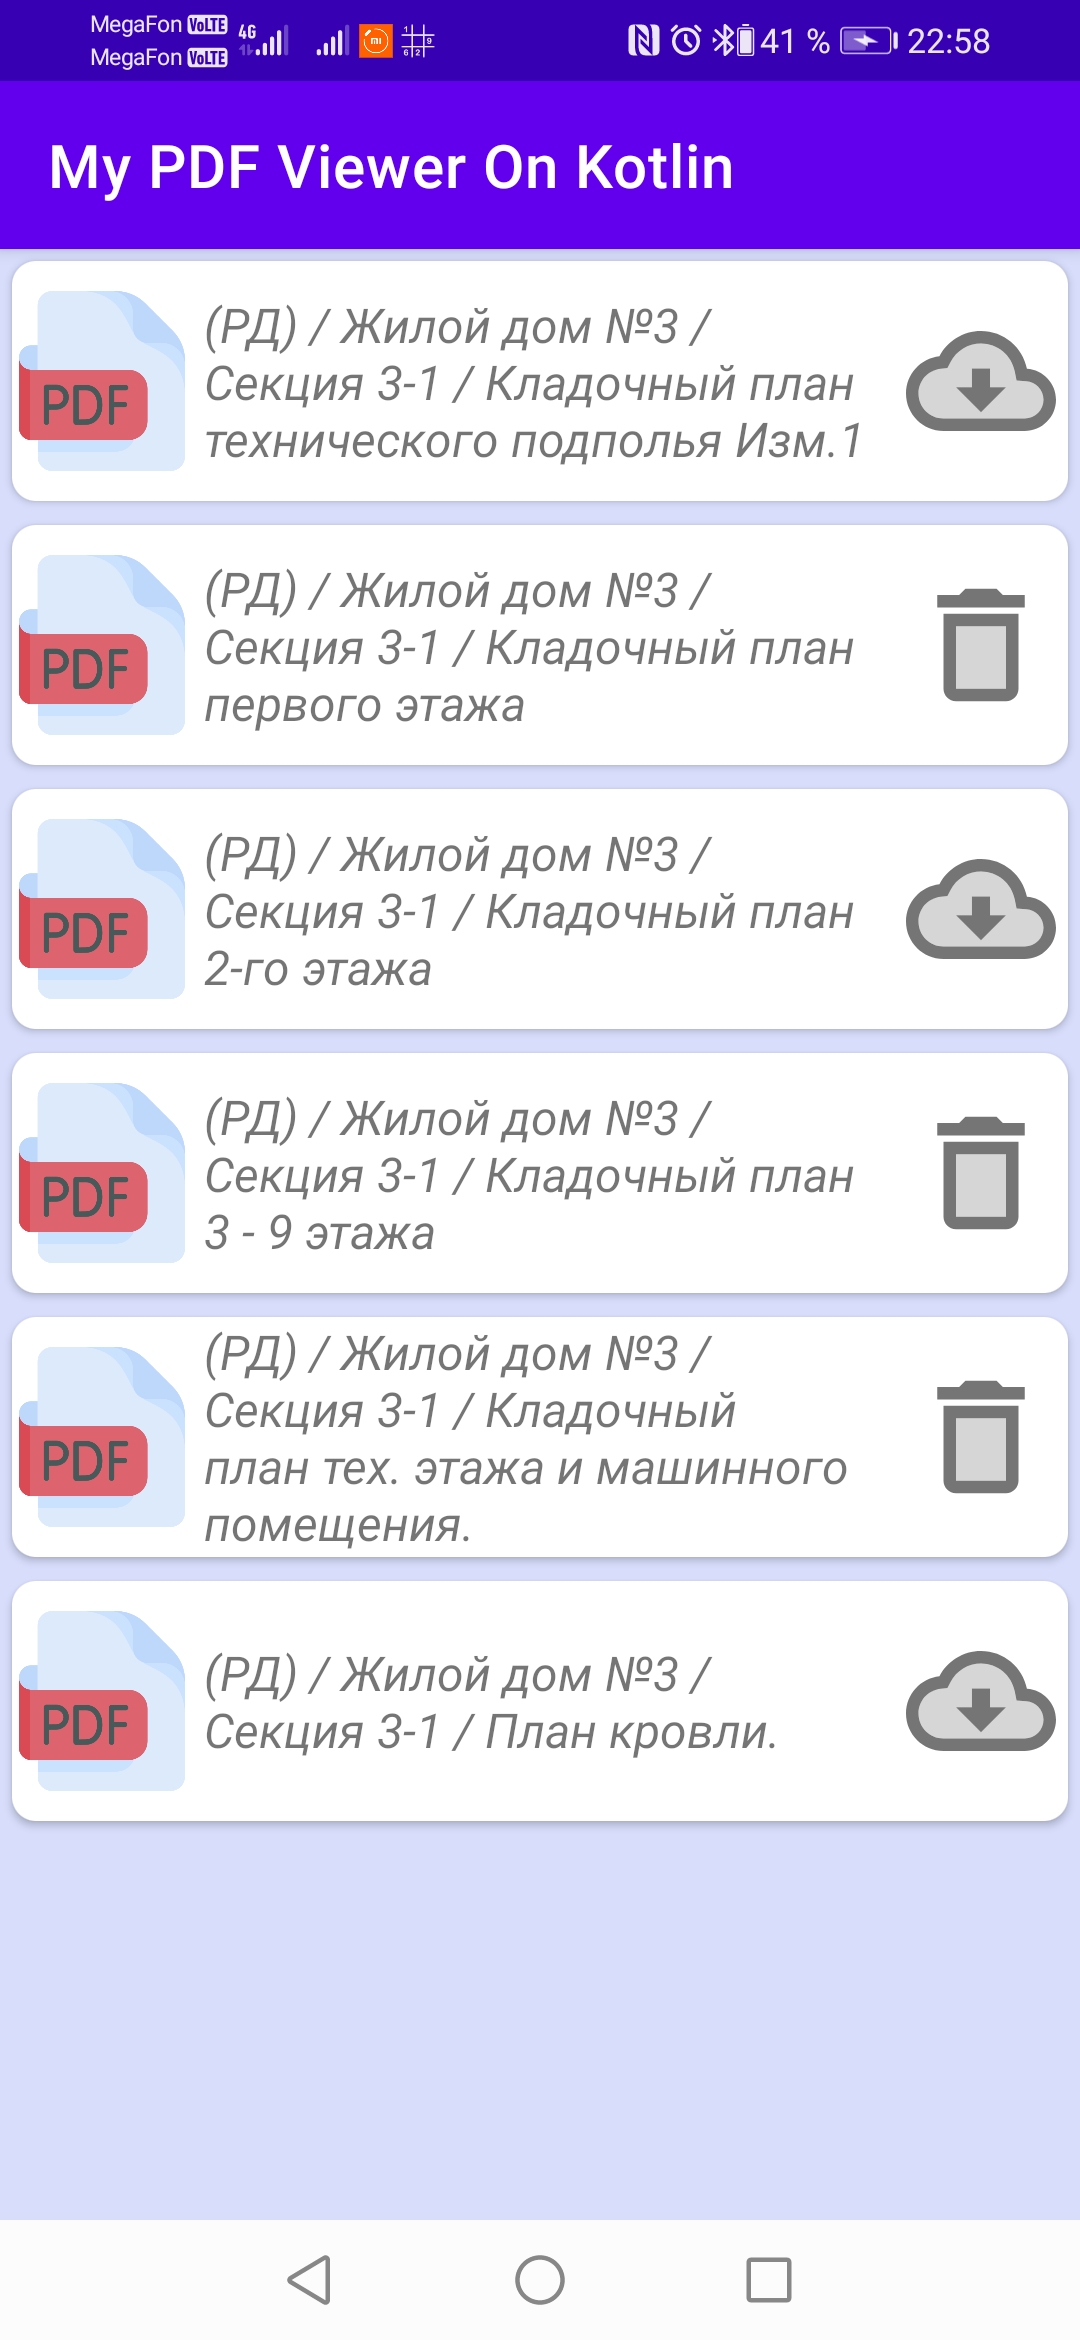 MegaFon VoLTE 4G 41 % 22:58
MegaFon VoLTE
My PDF Viewer On Kotlin
(РД) / Жилой дом №3 /
Секция 3-1 / Кладочный план
технического подполья Изм.1
PDF
(РД) / Жилой дом №3 /
Секция 3-1 / Кладочный план
первого этажа
PDF
(РД) / Жилой дом №3 /
Секция 3-1 / Кладочный план
2-го этажа
PDF
(РД) / Жилой дом №3 /
Секция 3-1 / Кладочный план
3 - 9 этажа
PDF
(РД) / Жилой дом №3 /
Секция 3-1 / Кладочный
план тех. этажа и машинного
помещения.
PDF
(РД) / Жилой дом №3 /
Секция 3-1 / План кровли.
PDF